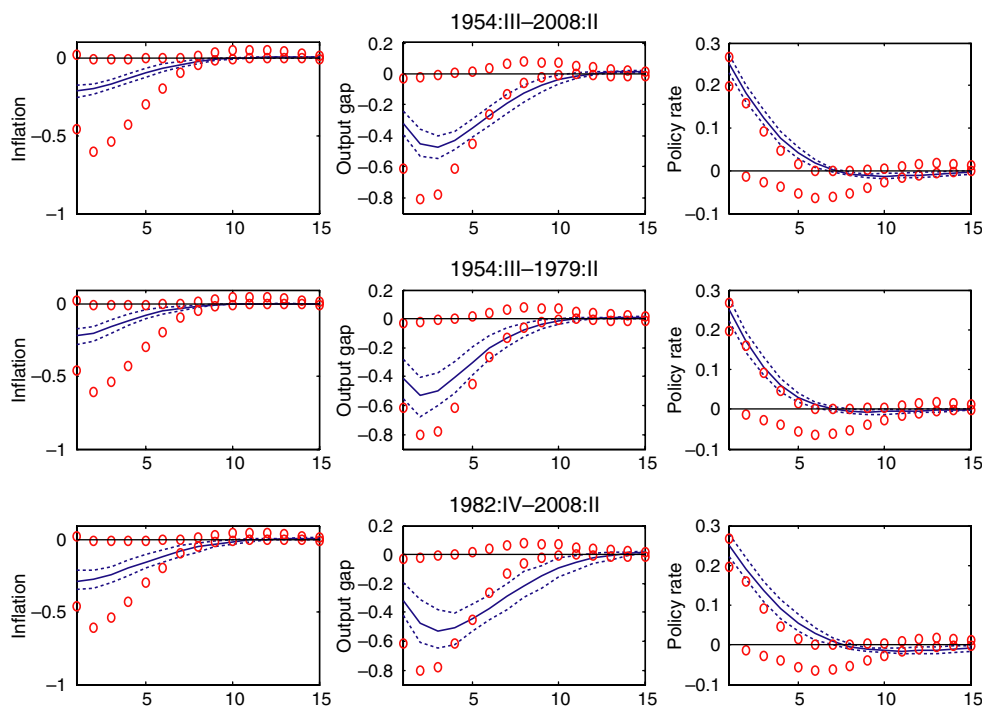 1954:III–2008:II
Inflation
0
−0.5
−1
5 10 15
Output gap
0.2
0
−0.2
−0.4
−0.6
−0.8
5 10 15
Policy rate
0.3
0.2
0.1
0
−0.1
5 10 15
1954:III–1979:II
Inflation
0
−0.5
−1
5 10 15
Output gap
0.2
0
−0.2
−0.4
−0.6
−0.8
5 10 15
Policy rate
0.3
0.2
0.1
0
−0.1
5 10 15
1982:IV–2008:II
Inflation
0
−0.5
−1
5 10 15
Output gap
0.2
0
−0.2
−0.4
−0.6
−0.8
5 10 15
Policy rate
0.3
0.2
0.1
0
−0.1
5 10 15